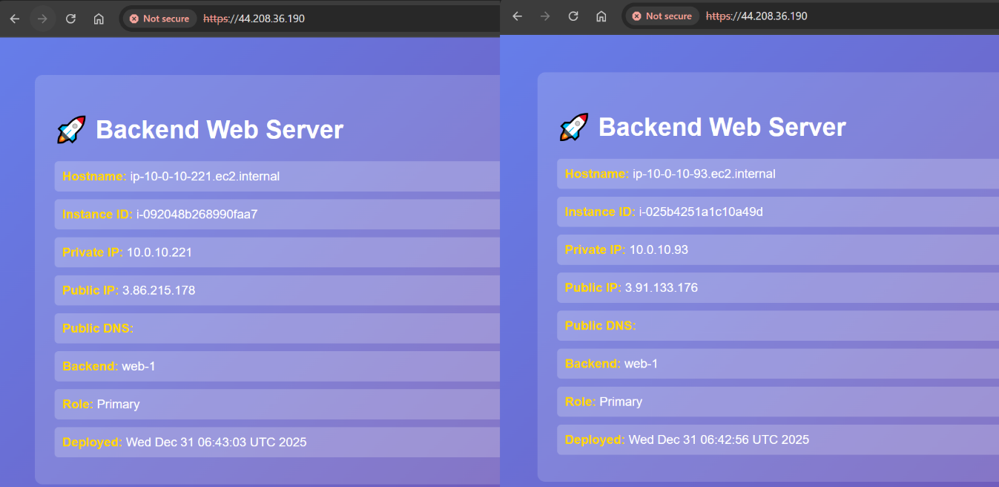 Not secure https://44.208.36.190
🚀 Backend Web Server
Hostname: ip-10-0-10-221.ec2.internal
Instance ID: i-092048b268990faa7
Private IP: 10.0.10.221
Public IP: 3.86.215.178
Public DNS:
Backend: web-1
Role: Primary
Deployed: Wed Dec 31 06:43:03 UTC 2025
Not secure https://44.208.36.190
🚀 Backend Web Server
Hostname: ip-10-0-10-93.ec2.internal
Instance ID: i-025b4251a1c10a49d
Private IP: 10.0.10.93
Public IP: 3.91.133.176
Public DNS:
Backend: web-1
Role: Primary
Deployed: Wed Dec 31 06:42:56 UTC 2025